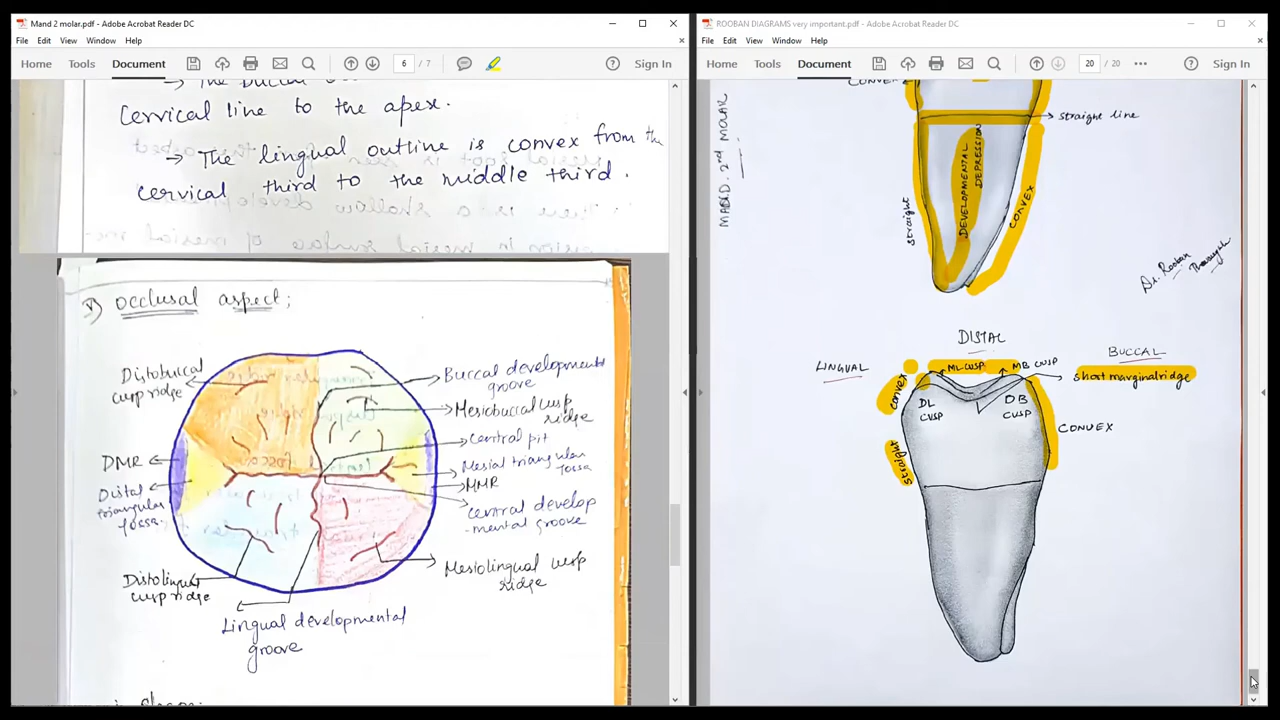 Mand 2 molar.pdf - Adobe Acrobat Reader DC
File Edit View Window Help
Home Tools Document 6 / 7 Sign In
Cervical line to the apex.
→ The lingual outline is convex from the
cervical third to the middle third.
V) Occlusal aspect;
Distobuccal
cusp ridge
DMR
Distal
triangular
fossa
Distolingual
cusp ridge
Lingual developmental
groove
Buccal developmental
groove
Mesiobuccal cusp
ridge
Central pit
Mesial triangular
fossa
MMR
Central develop
-mental groove
Mesiolingual cusp
ridge
ROOBAN DIAGRAMS very important.pdf - Adobe Acrobat Reader DC
File Edit View Window Help
Home Tools Document 20 / 20 Sign In
MAND. 2nd MOLAR
CONVEX
straight line
DEVELOPMENTAL
DEPRESSION
straight
CONVEX
Dr. Rooban
DISTAL
LINGUAL
BUCCAL
ML CUSP
MB CUSP
short marginal ridge
convex
DL
CUSP
DB
CUSP
CONVEX
straight